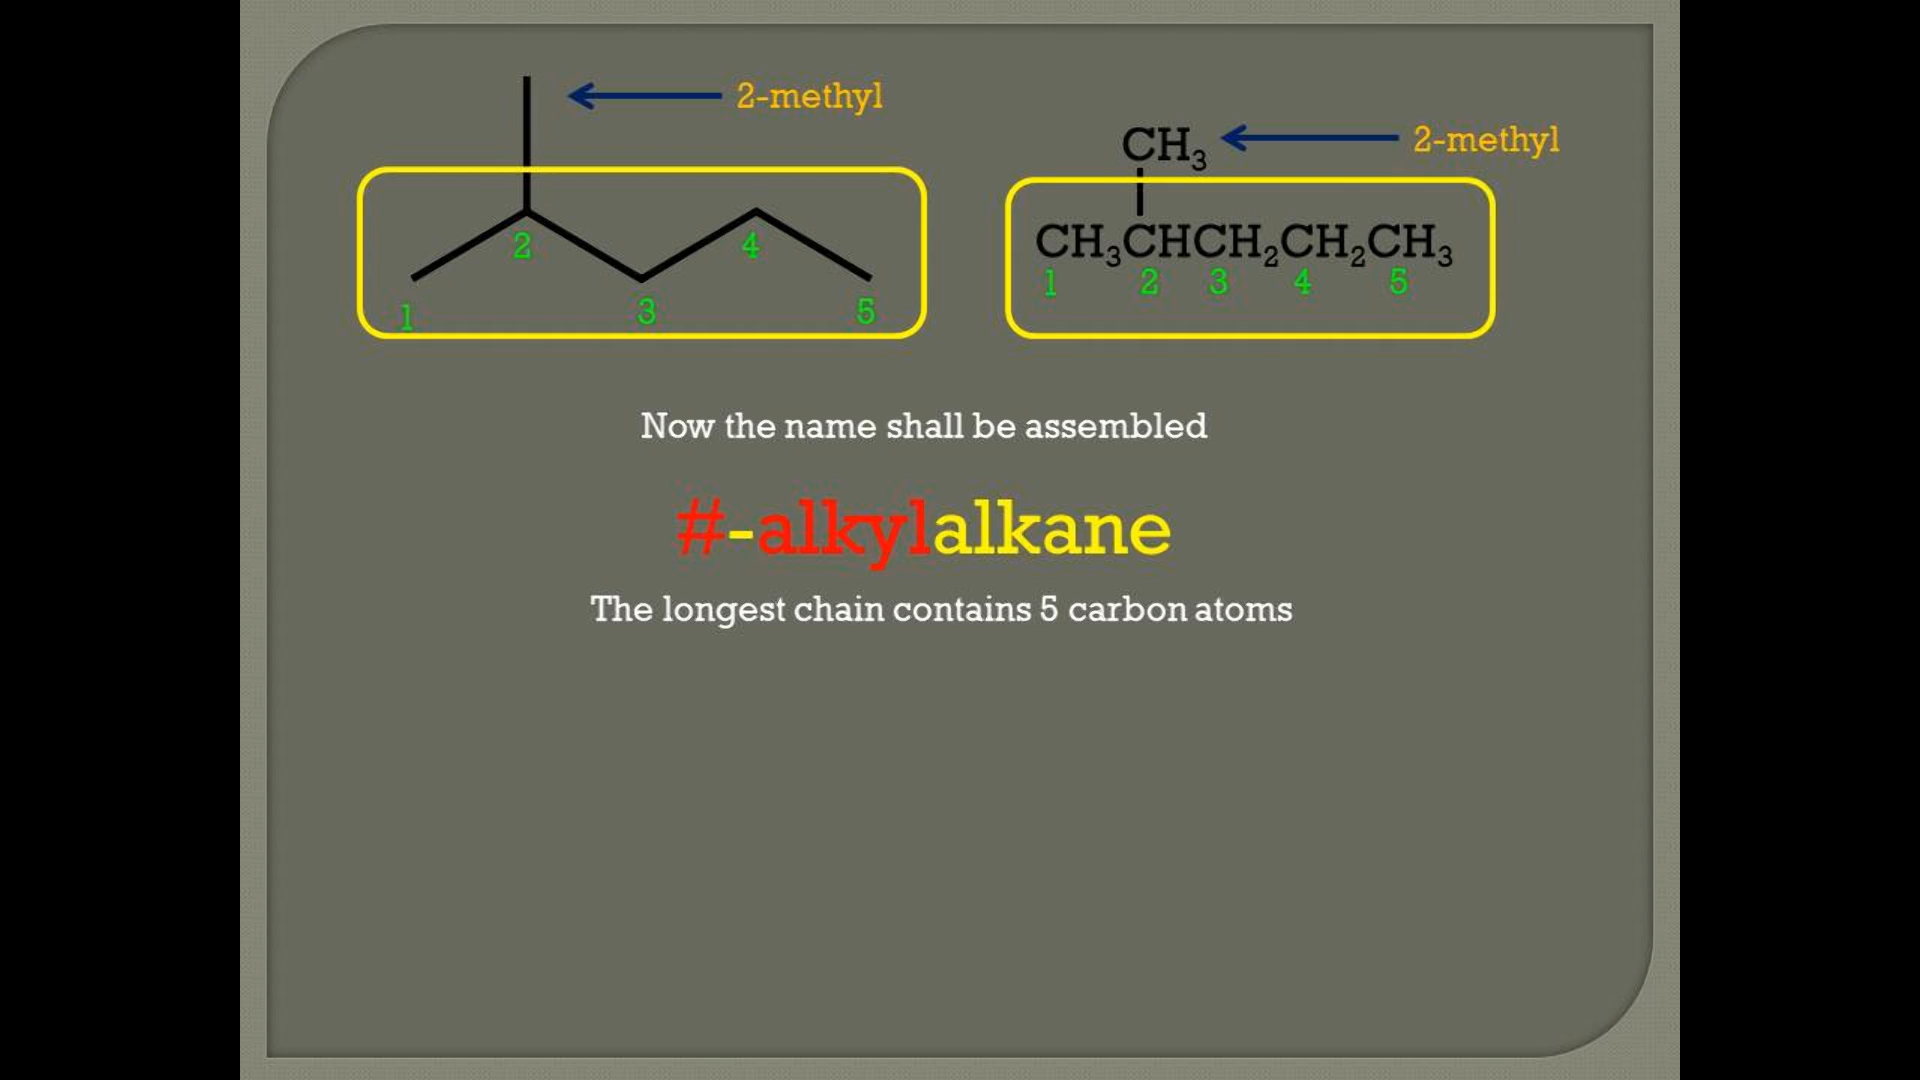 2-methyl
2
4
1
3
5
CH₃
2-methyl
CH₃CHCH₂CH₂CH₃
1 2 3 4 5
Now the name shall be assembled
#-alkylalkane
The longest chain contains 5 carbon atoms